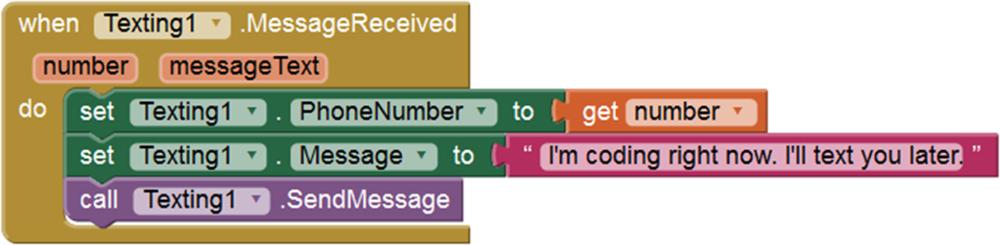 when Texting1 .MessageReceived
number messageText
do set Texting1 . PhoneNumber to get number
set Texting1 . Message to “ I'm coding right now. I'll text you later. ”
call Texting1 .SendMessage